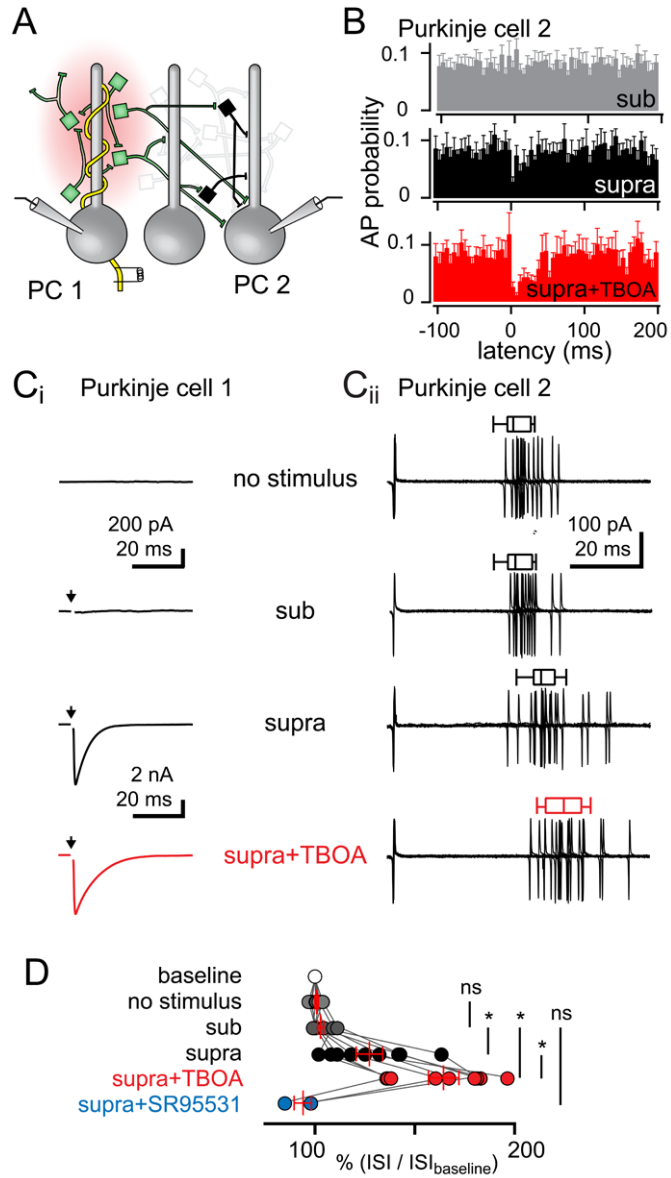 A
PC 1
PC 2
B
Purkinje cell 2
AP probability
0.1
0
sub
0.1
0
supra
0.1
0
supra+TBOA
-100
0
100
200
latency (ms)
Ci
Purkinje cell 1
Cii
Purkinje cell 2
no stimulus
200 pA
20 ms
100 pA
20 ms
sub
supra
2 nA
20 ms
supra+TBOA
D
baseline
no stimulus
sub
supra
supra+TBOA
supra+SR95531
ns
*
*
*
ns
100
200
% (ISI / ISIbaseline)